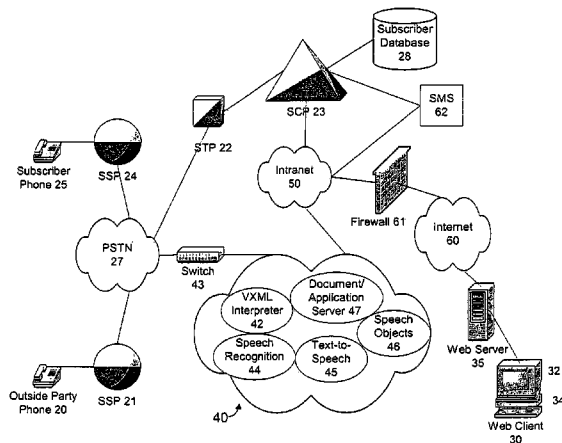 Subscriber
Database
28
SCP 23
SMS
62
STP 22
Subscriber
Phone 25
SSP 24
Intranet
50
Firewall 61
Internet
60
PSTN
27
Switch
43
VXML
Interpreter
42
Document/
Application
Server 47
Speech
Objects
46
Speech
Recognition
44
Text-to-
Speech
45
Web Server
35
32
34
Outside Party
Phone 20
SSP 21
40
Web Client
30